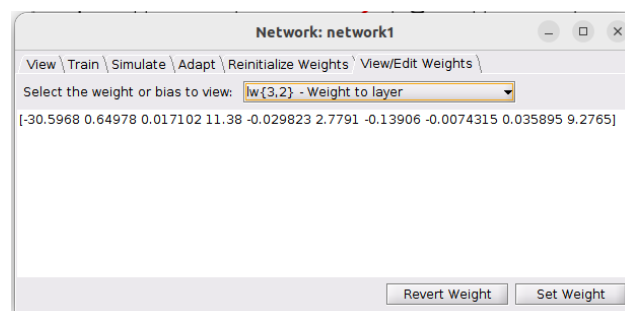 Network: network1
View \ Train \ Simulate \ Adapt \ Reinitialize Weights \ View/Edit Weights \
Select the weight or bias to view: lw{3,2} - Weight to layer
[-30.5968 0.64978 0.017102 11.38 -0.029823 2.7791 -0.13906 -0.0074315 0.035895 9.2765]
Revert Weight Set Weight